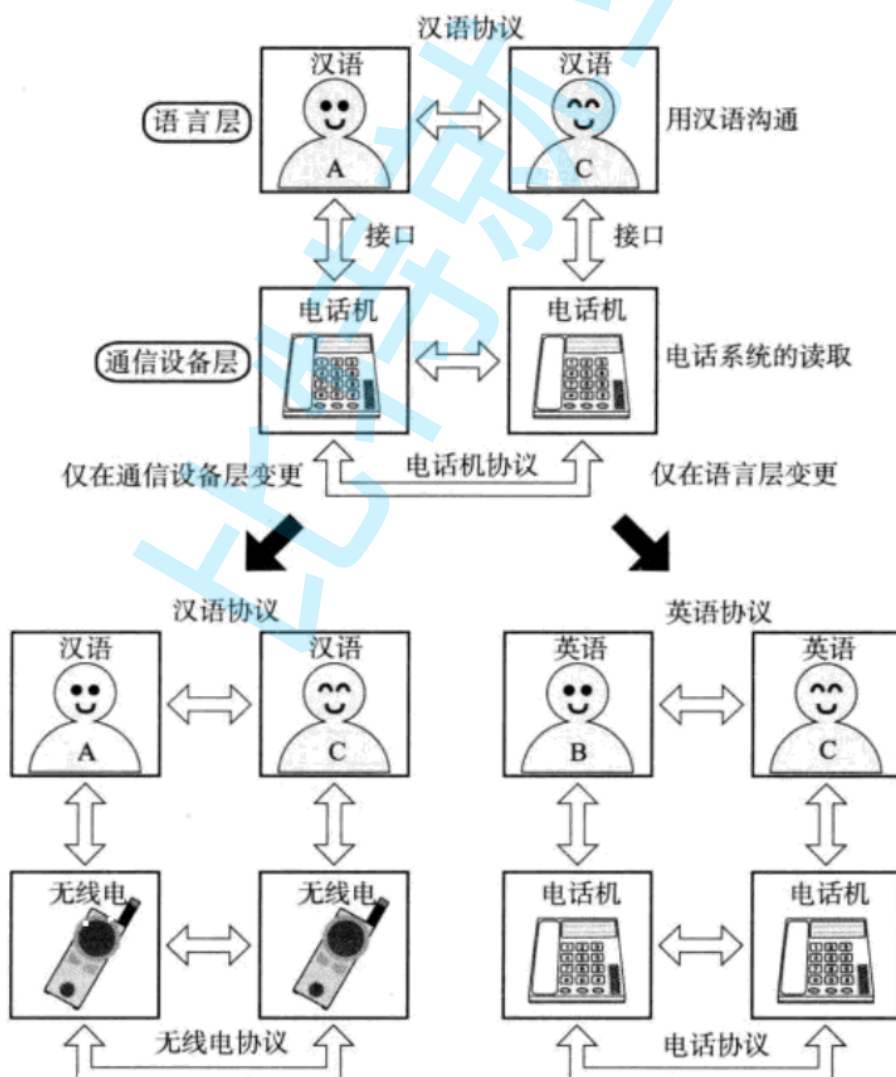 汉语协议
汉语
汉语
语言层
用汉语沟通
A
C
接口
接口
电话机
电话机
通信设备层
电话系统的读取
仅在通信设备层变更
电话机协议
仅在语言层变更
汉语协议
英语协议
汉语
汉语
英语
英语
A
C
B
C
无线电
无线电
电话机
电话机
无线电协议
电话协议